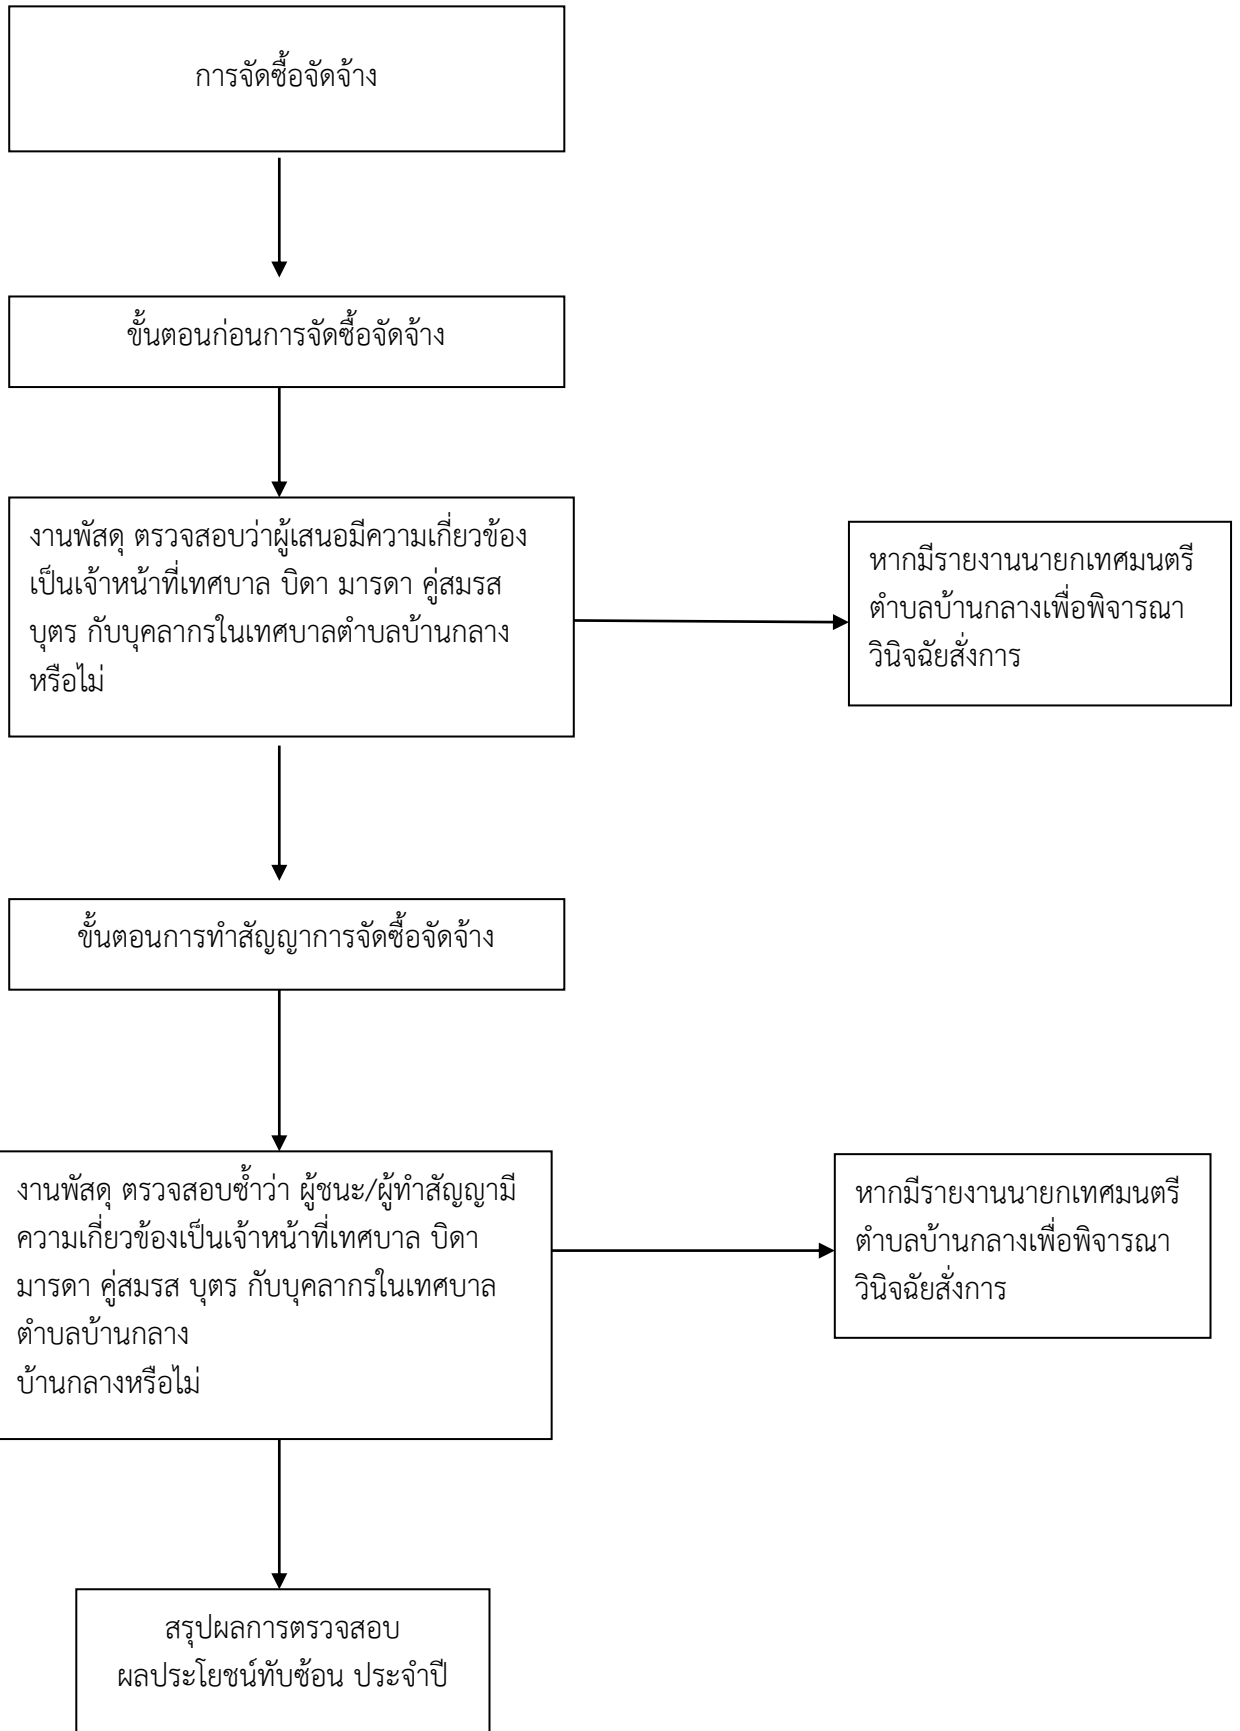 การจัดซื้อจัดจ้าง
ขั้นตอนก่อนการจัดซื้อจัดจ้าง
งานพัสดุ ตรวจสอบว่าผู้เสนอมีความเกี่ยวข้อง
เป็นเจ้าหน้าที่เทศบาล บิดา มารดา คู่สมรส
บุตร กับบุคลากรในเทศบาลตำบลบ้านกลาง
หรือไม่
หากมีรายงานนายกเทศมนตรี
ตำบลบ้านกลางเพื่อพิจารณา
วินิจฉัยสั่งการ
ขั้นตอนการทำสัญญาการจัดซื้อจัดจ้าง
งานพัสดุ ตรวจสอบซ้ำว่า ผู้ชนะ/ผู้ทำสัญญามี
ความเกี่ยวข้องเป็นเจ้าหน้าที่เทศบาล บิดา
มารดา คู่สมรส บุตร กับบุคลากรในเทศบาล
ตำบลบ้านกลาง
บ้านกลางหรือไม่
หากมีรายงานนายกเทศมนตรี
ตำบลบ้านกลางเพื่อพิจารณา
วินิจฉัยสั่งการ
สรุปผลการตรวจสอบ
ผลประโยชน์ทับซ้อน ประจำปี